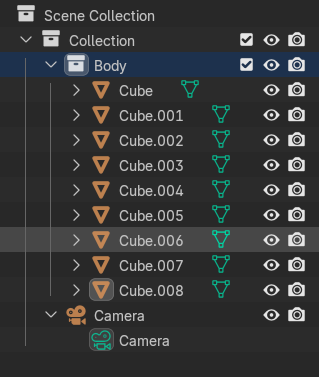 Scene Collection
Collection
Body
Cube
Cube.001
Cube.002
Cube.003
Cube.004
Cube.005
Cube.006
Cube.007
Cube.008
Camera
Camera